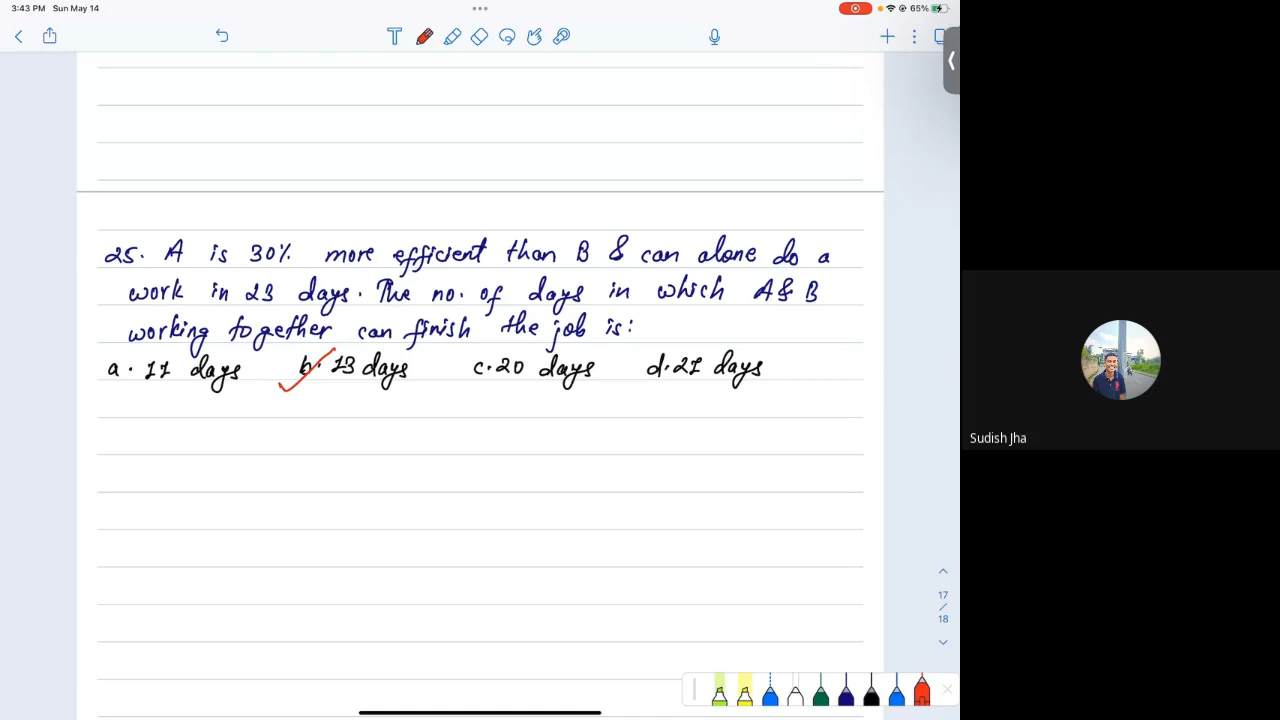 3:43 PM Sun May 14
65%
25. A is 30% more efficient than B & can alone do a
work in 23 days. The no. of days in which A & B
working together can finish the job is:
a. 11 days b. 13 days c. 20 days d. 21 days
Sudish Jha
17
/
18